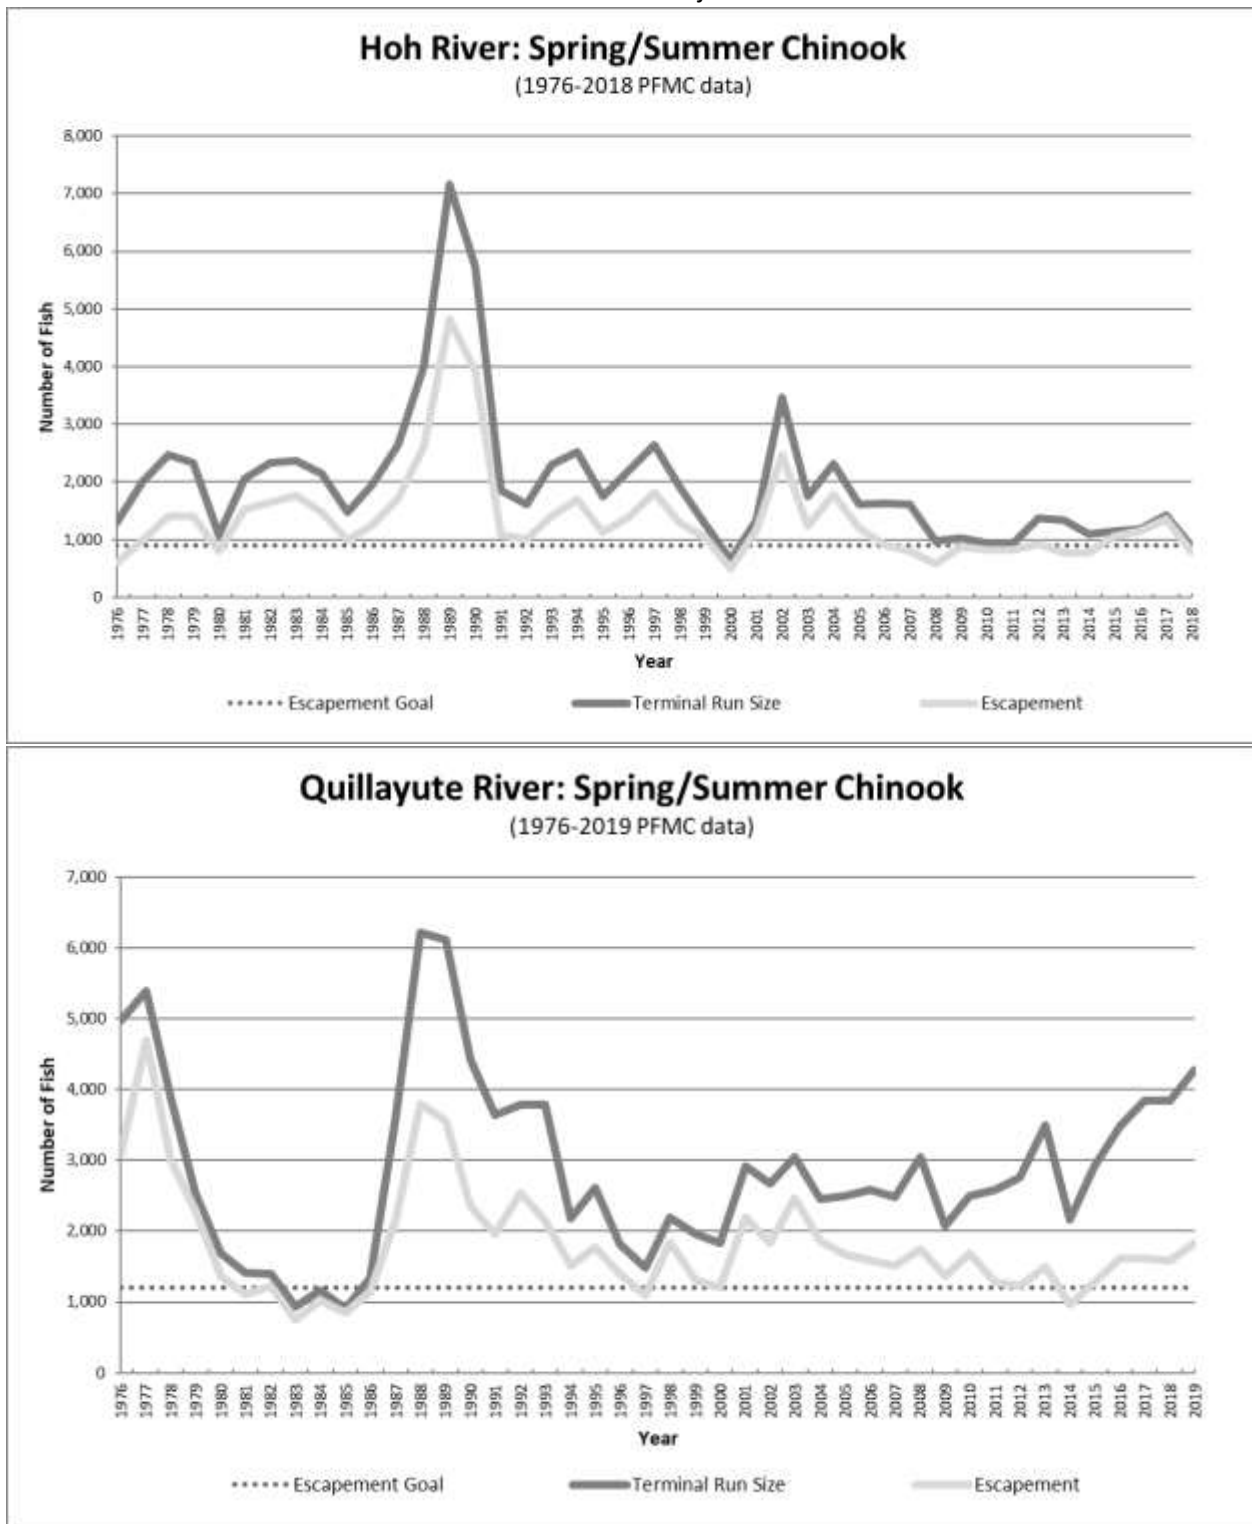 Hoh River: Spring/Summer Chinook
(1976-2018 PFMC data)
8,000
7,000
6,000
5,000
4,000
3,000
2,000
1,000
0
Number of Fish
1976 1977 1978 1979 1980 1981 1982 1983 1984 1985 1986 1987 1988 1989 1990 1991 1992 1993 1994 1995 1996 1997 1998 1999 2000 2001 2002 2003 2004 2005 2006 2007 2008 2009 2010 2011 2012 2013 2014 2015 2016 2017 2018
Year
Escapement Goal Terminal Run Size Escapement
Quillayute River: Spring/Summer Chinook
(1976-2019 PFMC data)
7,000
6,000
5,000
4,000
3,000
2,000
1,000
0
Number of Fish
1976 1977 1978 1979 1980 1981 1982 1983 1984 1985 1986 1987 1988 1989 1990 1991 1992 1993 1994 1995 1996 1997 1998 1999 2000 2001 2002 2003 2004 2005 2006 2007 2008 2009 2010 2011 2012 2013 2014 2015 2016 2017 2018 2019
Year
Escapement Goal Terminal Run Size Escapement